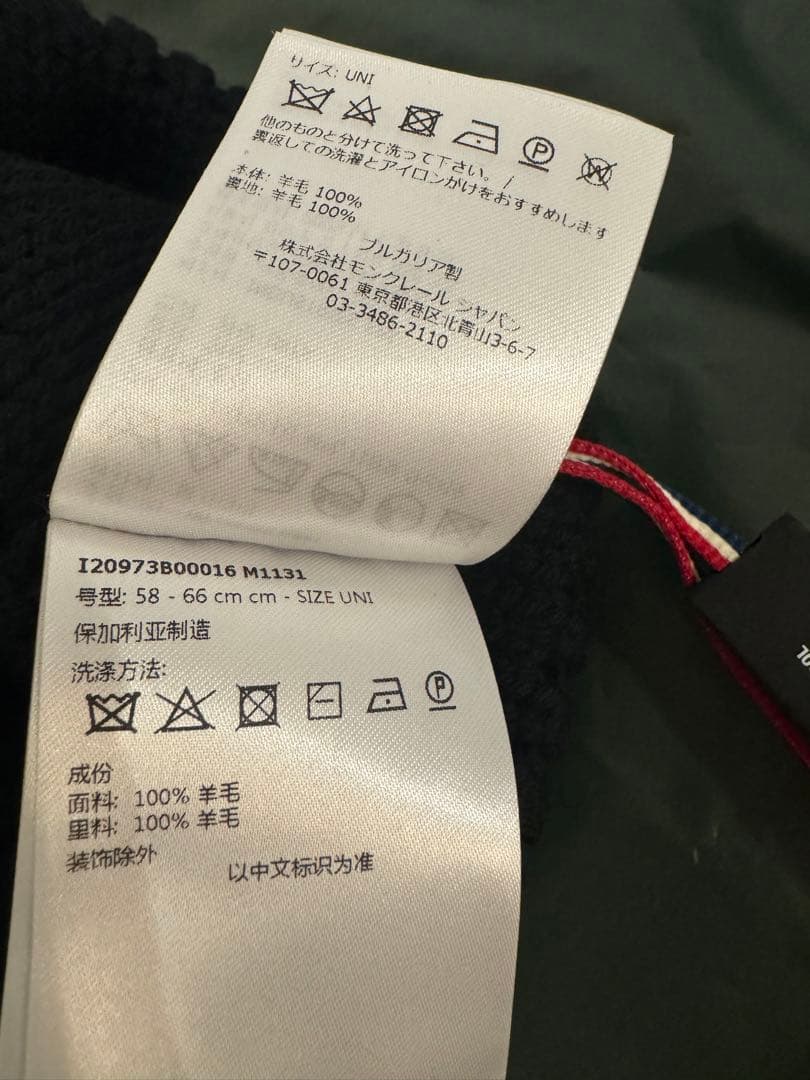 サイズ: UNI
P
W
他のものと分けて洗って下さい。/
裏返しての洗濯とアイロンがけをおすすめします
本体: 羊毛 100%
裏地: 羊毛 100%
ブルガリア製
株式会社モンクレール ジャパン
〒107-0061 東京都港区北青山3-6-7
03-3486-2110
I20973B00016 M1131
号型: 58 - 66 cm cm - SIZE UNI
保加利亚制造
洗涤方法:
P
成份
面料: 100% 羊毛
里料: 100% 羊毛
装饰除外
以中文标识为准